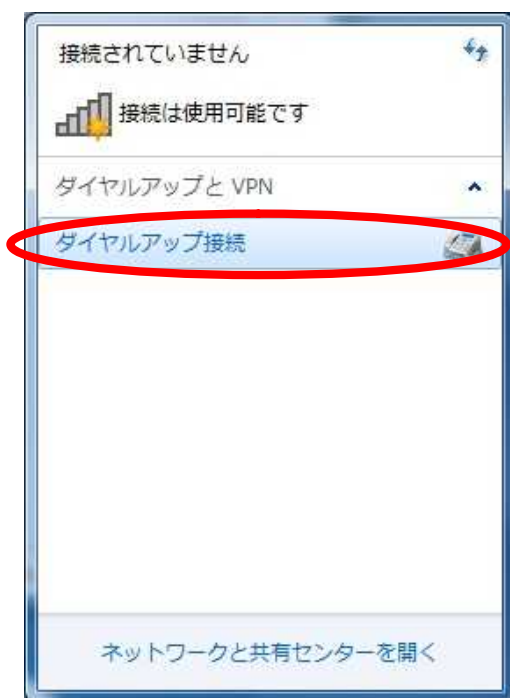 接続されていません
接続は使用可能です
ダイヤルアップと VPN
ダイヤルアップ接続
ネットワークと共有センターを開く